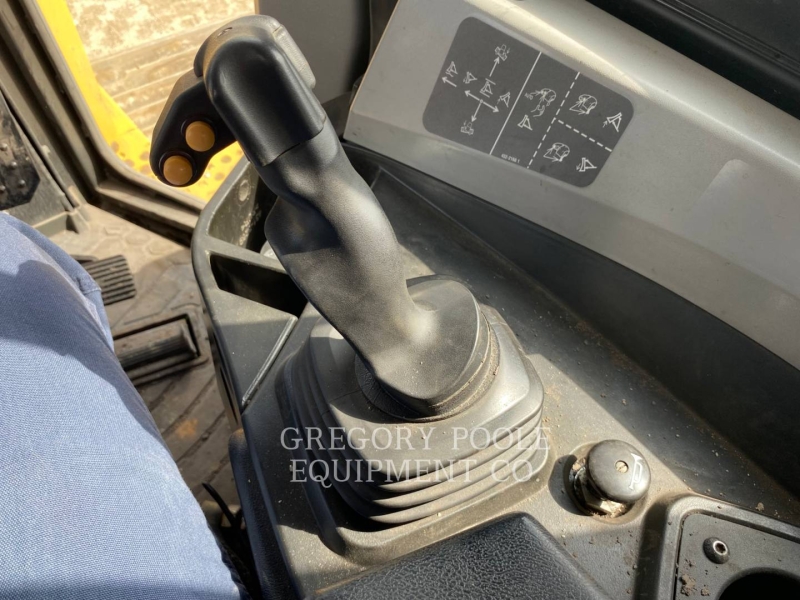 GREGORY POOLE
EQUIPMENT CO.